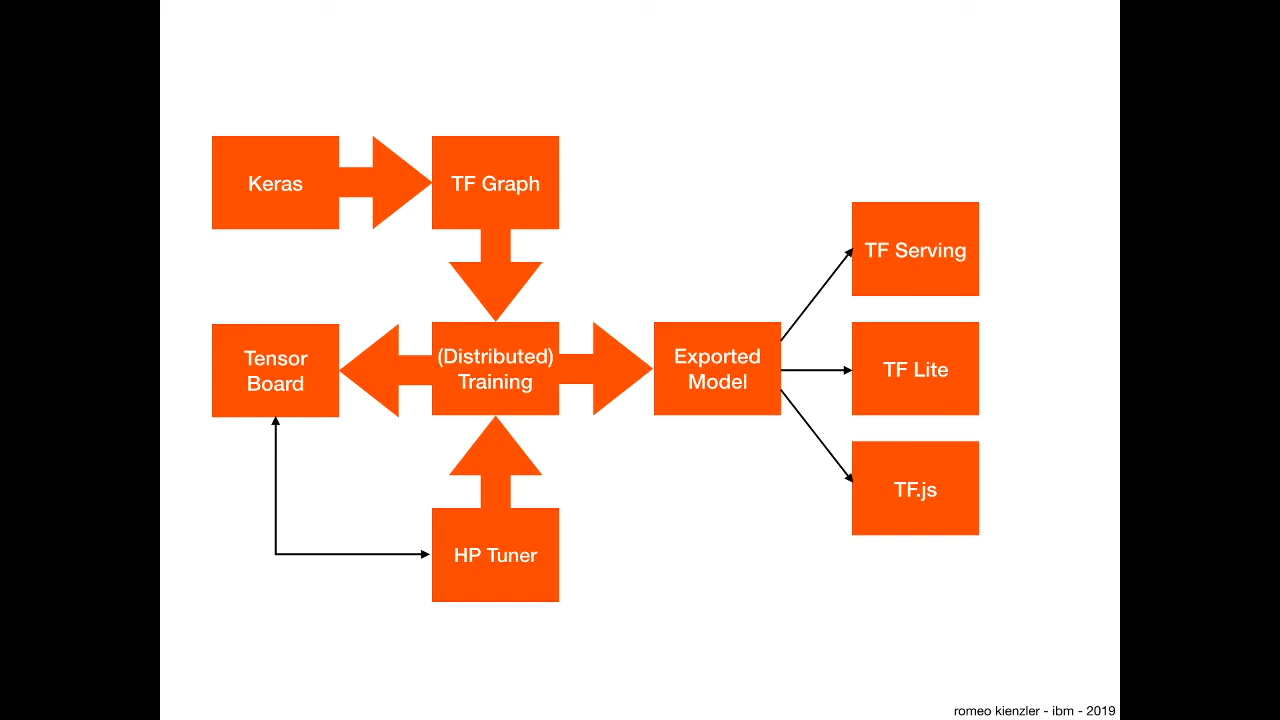 Keras
TF Graph
TF Serving
Tensor
Board
(Distributed)
Training
Exported
Model
TF Lite
TF.js
HP Tuner
romeo kienzler - ibm - 2019